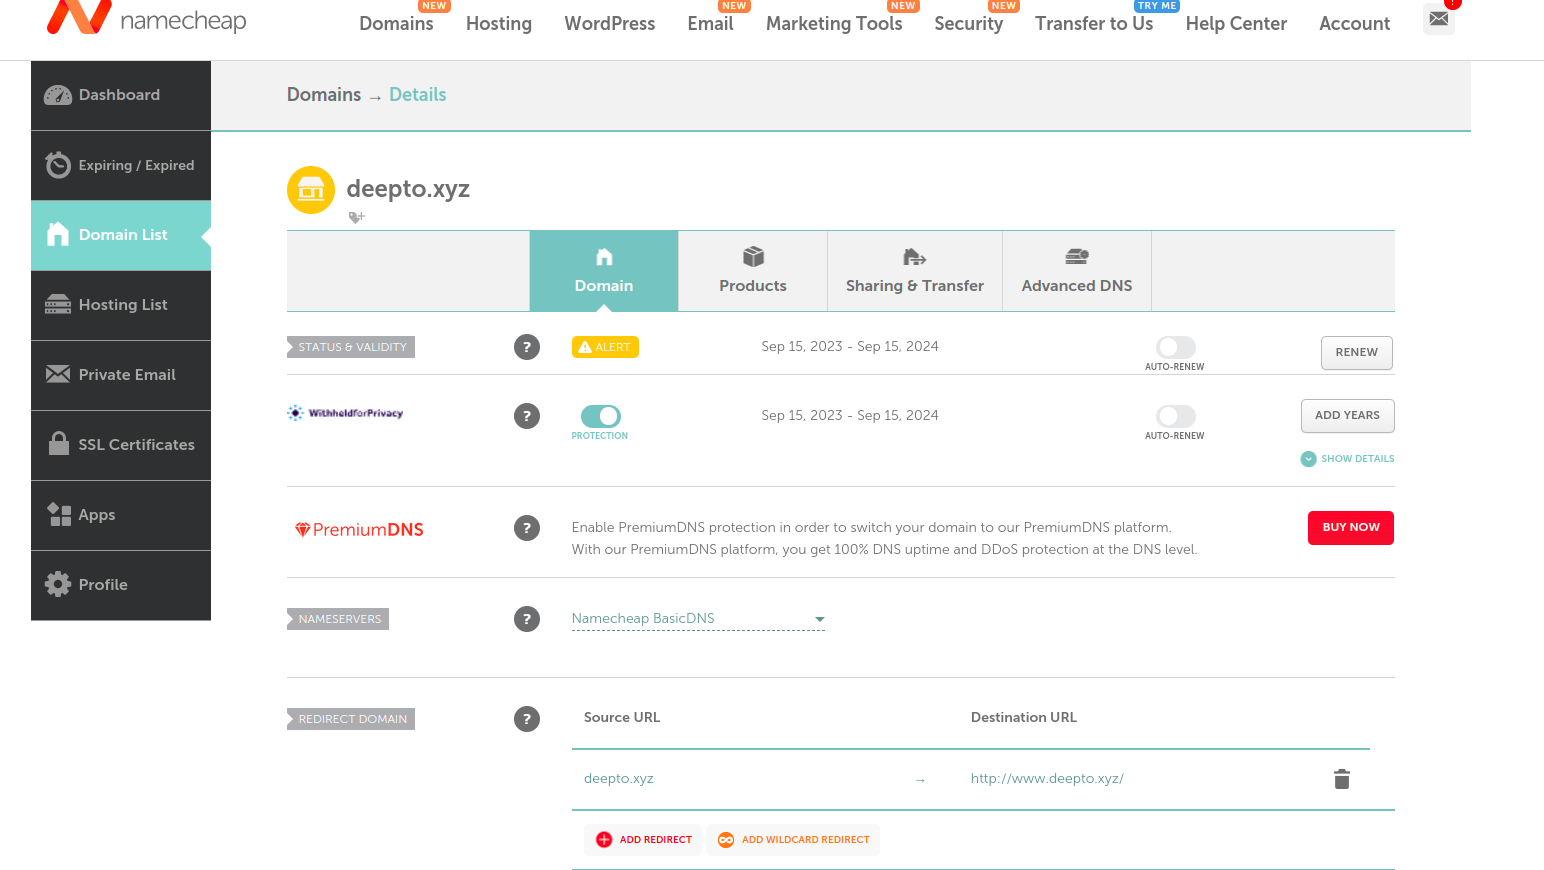 namecheap
Domains NEW Hosting WordPress Email NEW Marketing Tools NEW Security NEW Transfer to Us TRY ME Help Center Account !
Dashboard
Expiring / Expired
Domain List
Hosting List
Private Email
SSL Certificates
Apps
Profile
Domains → Details
deepto.xyz
Domain Products Sharing & Transfer Advanced DNS
STATUS & VALIDITY ? ALERT Sep 15, 2023 - Sep 15, 2024 AUTO-RENEW RENEW
WithheldforPrivacy ? PROTECTION Sep 15, 2023 - Sep 15, 2024 AUTO-RENEW ADD YEARS
SHOW DETAILS
PremiumDNS ? Enable PremiumDNS protection in order to switch your domain to our PremiumDNS platform. BUY NOW
With our PremiumDNS platform, you get 100% DNS uptime and DDoS protection at the DNS level.
NAMESERVERS ? Namecheap BasicDNS
REDIRECT DOMAIN ? Source URL Destination URL
deepto.xyz → http://www.deepto.xyz/
ADD REDIRECT ADD WILDCARD REDIRECT